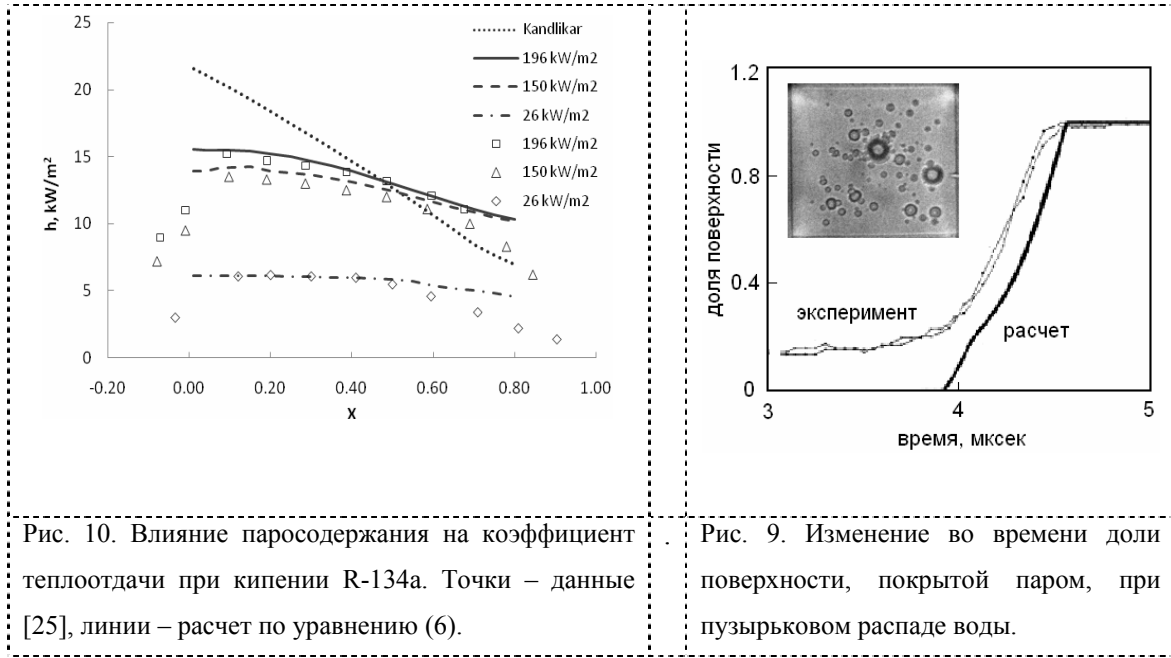 Kandlikar
196 kW/m2
150 kW/m2
26 kW/m2
196 kW/m2
150 kW/m2
26 kW/m2
25
20
15
10
5
0
h, kW/m²
-0.20 0.00 0.20 0.40 0.60 0.80 1.00
x
Рис. 10. Влияние паросодержания на коэффициент
теплоотдачи при кипении R-134a. Точки – данные
[25], линии – расчет по уравнению (6).
.
1.2
0.8
0.4
0
доля поверхности
эксперимент
расчет
3 4 5
время, мксек
Рис. 9. Изменение во времени доли
поверхности, покрытой паром, при
пузырьковом распаде воды.